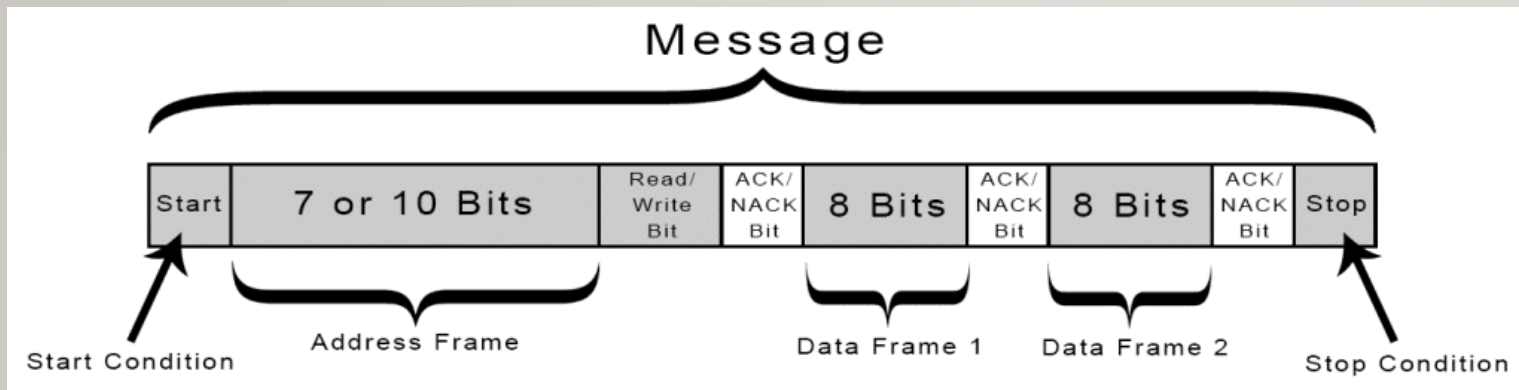 Message
Start
7 or 10 Bits
Read/
Write
Bit
ACK/
NACK
Bit
8 Bits
ACK/
NACK
Bit
8 Bits
ACK/
NACK
Bit
Stop
Start Condition
Address Frame
Data Frame 1
Data Frame 2
Stop Condition